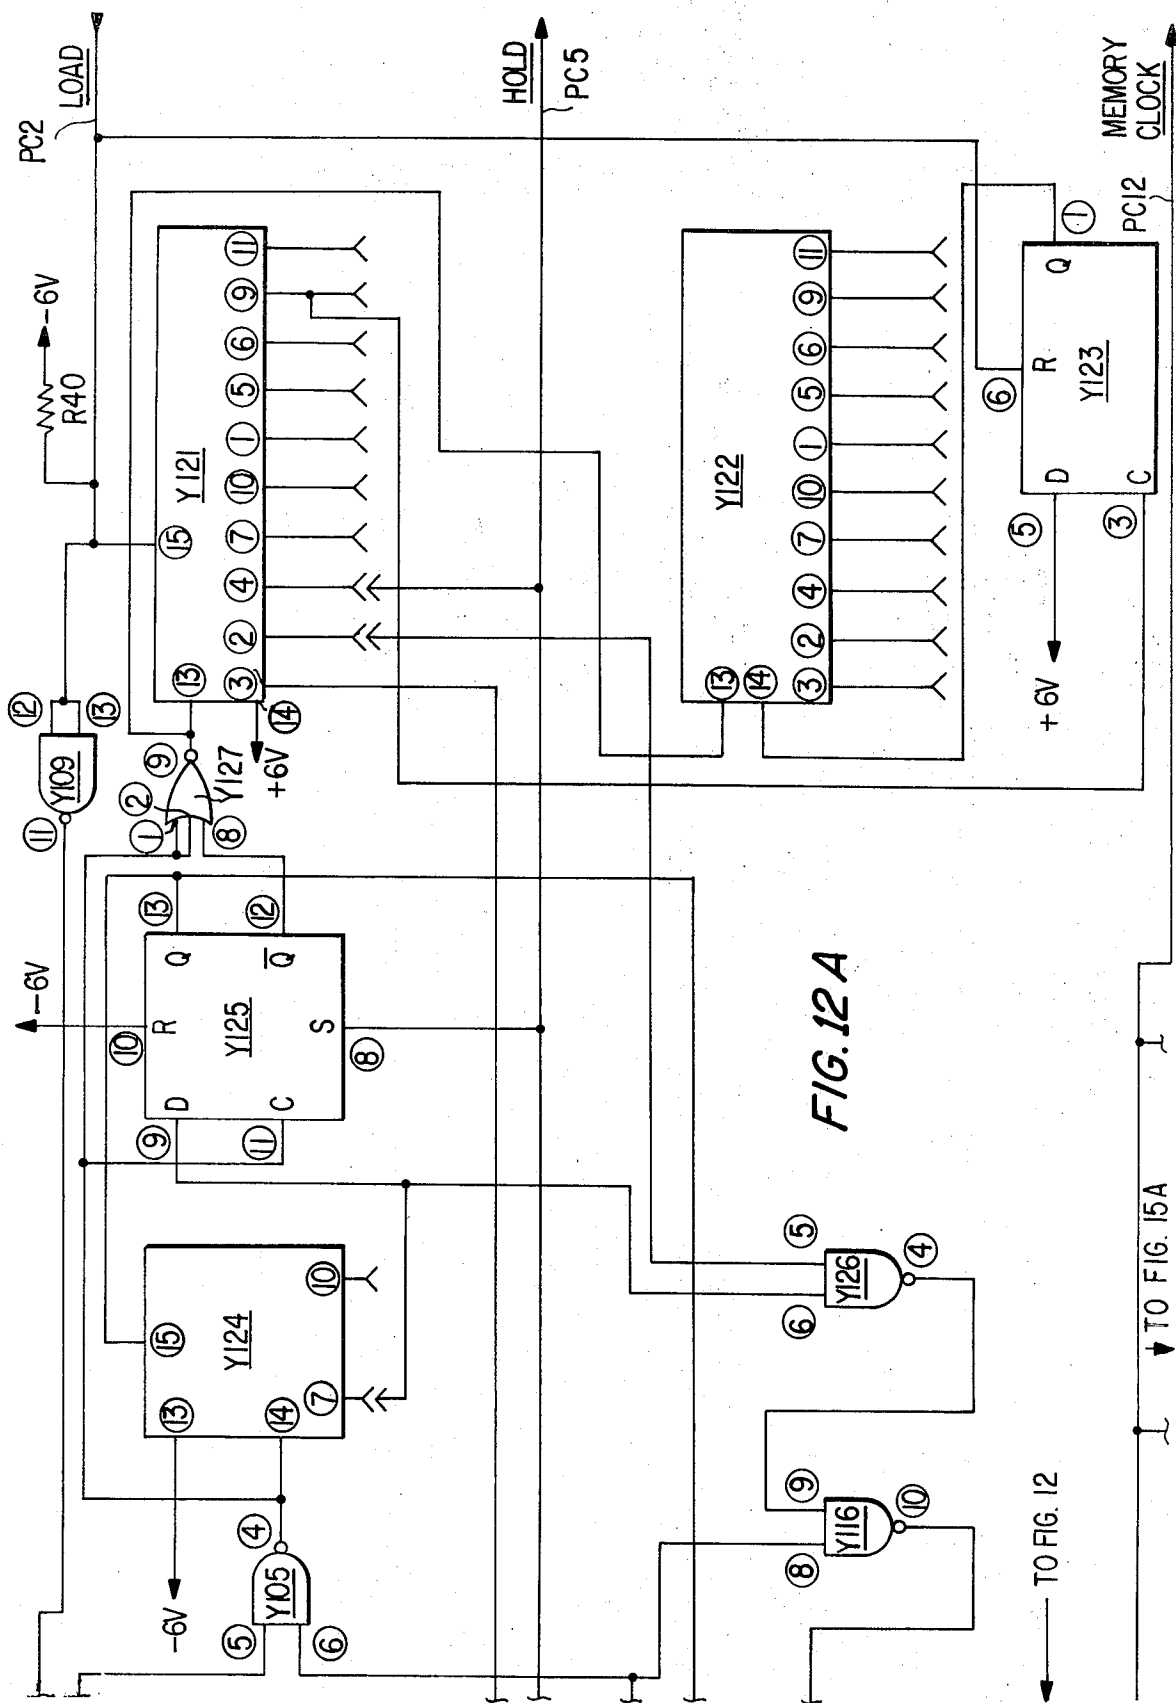 PC2
LOAD
-6V
R40
⑫
⑬
Y109
⑪
-6V
⑮
Y121
⑬
③
②
④
⑦
⑩
①
⑤
⑥
⑨
⑪
⑭
+6V
⑨
②
①
⑧
Y127
⑩
R
⑨
D
Q
⑬
Y125
⑪
C
Q
⑫
S
⑧
⑮
⑬
Y124
⑭
⑦
⑩
-6V
④
⑤
Y105
⑥
HOLD
PC5
Y122
⑬
⑭
③
②
④
⑦
⑩
①
⑤
⑥
⑨
⑪
FIG. 12A
⑤
⑥
Y126
④
⑨
⑧
Y116
⑩
⑤
D
⑥
R
Q
①
Y123
③
C
+6V
TO FIG. 12
TO FIG. 15A
PC12
MEMORY
CLOCK